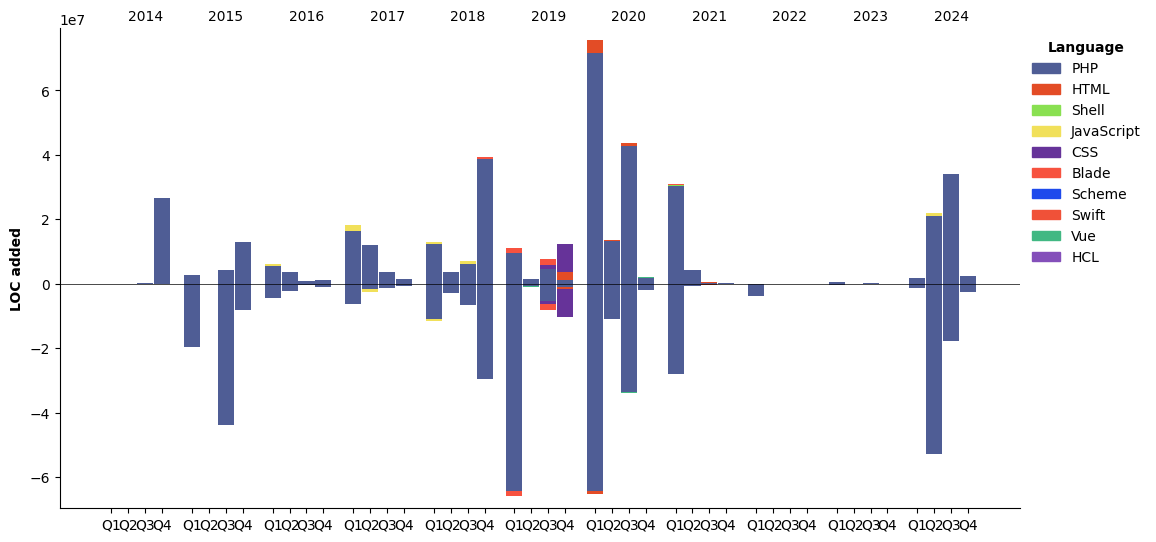 1e7
2014 2015 2016 2017 2018 2019 2020 2021 2022 2023 2024
LOC added
6
4
2
0
−2
−4
−6
Q1Q2Q3Q4 Q1Q2Q3Q4 Q1Q2Q3Q4 Q1Q2Q3Q4 Q1Q2Q3Q4 Q1Q2Q3Q4 Q1Q2Q3Q4 Q1Q2Q3Q4 Q1Q2Q3Q4 Q1Q2Q3Q4 Q1Q2Q3Q4
Language
PHP
HTML
Shell
JavaScript
CSS
Blade
Scheme
Swift
Vue
HCL